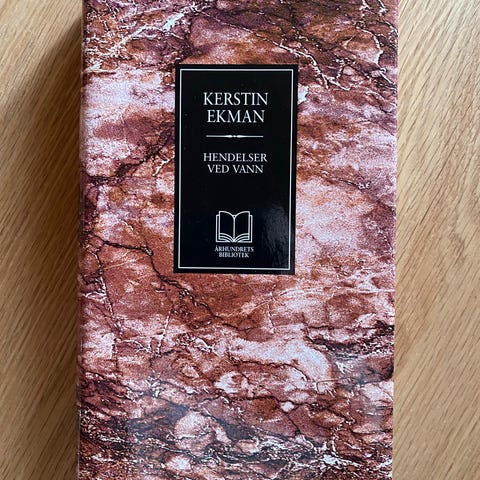 KERSTIN
EKMAN
HENDELSER
VED VANN
ÅRHUNDRETS
BIBLIOTEK